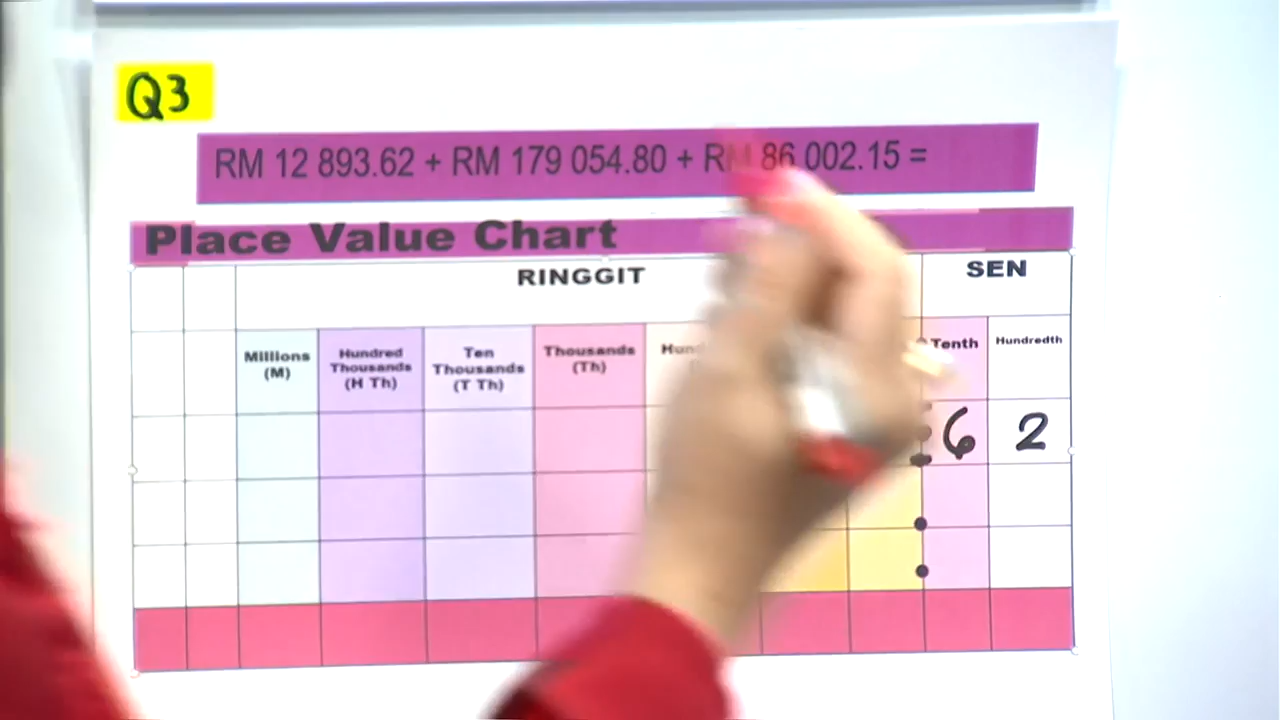 Q3
RM 12 893.62 + RM 179 054.80 + RM 86 002.15 =
Place Value Chart
RINGGIT
SEN
Millions
(M)
Hundred
Thousands
(H Th)
Ten
Thousands
(T Th)
Thousands
(Th)
Tenth
Hundredth
6 2